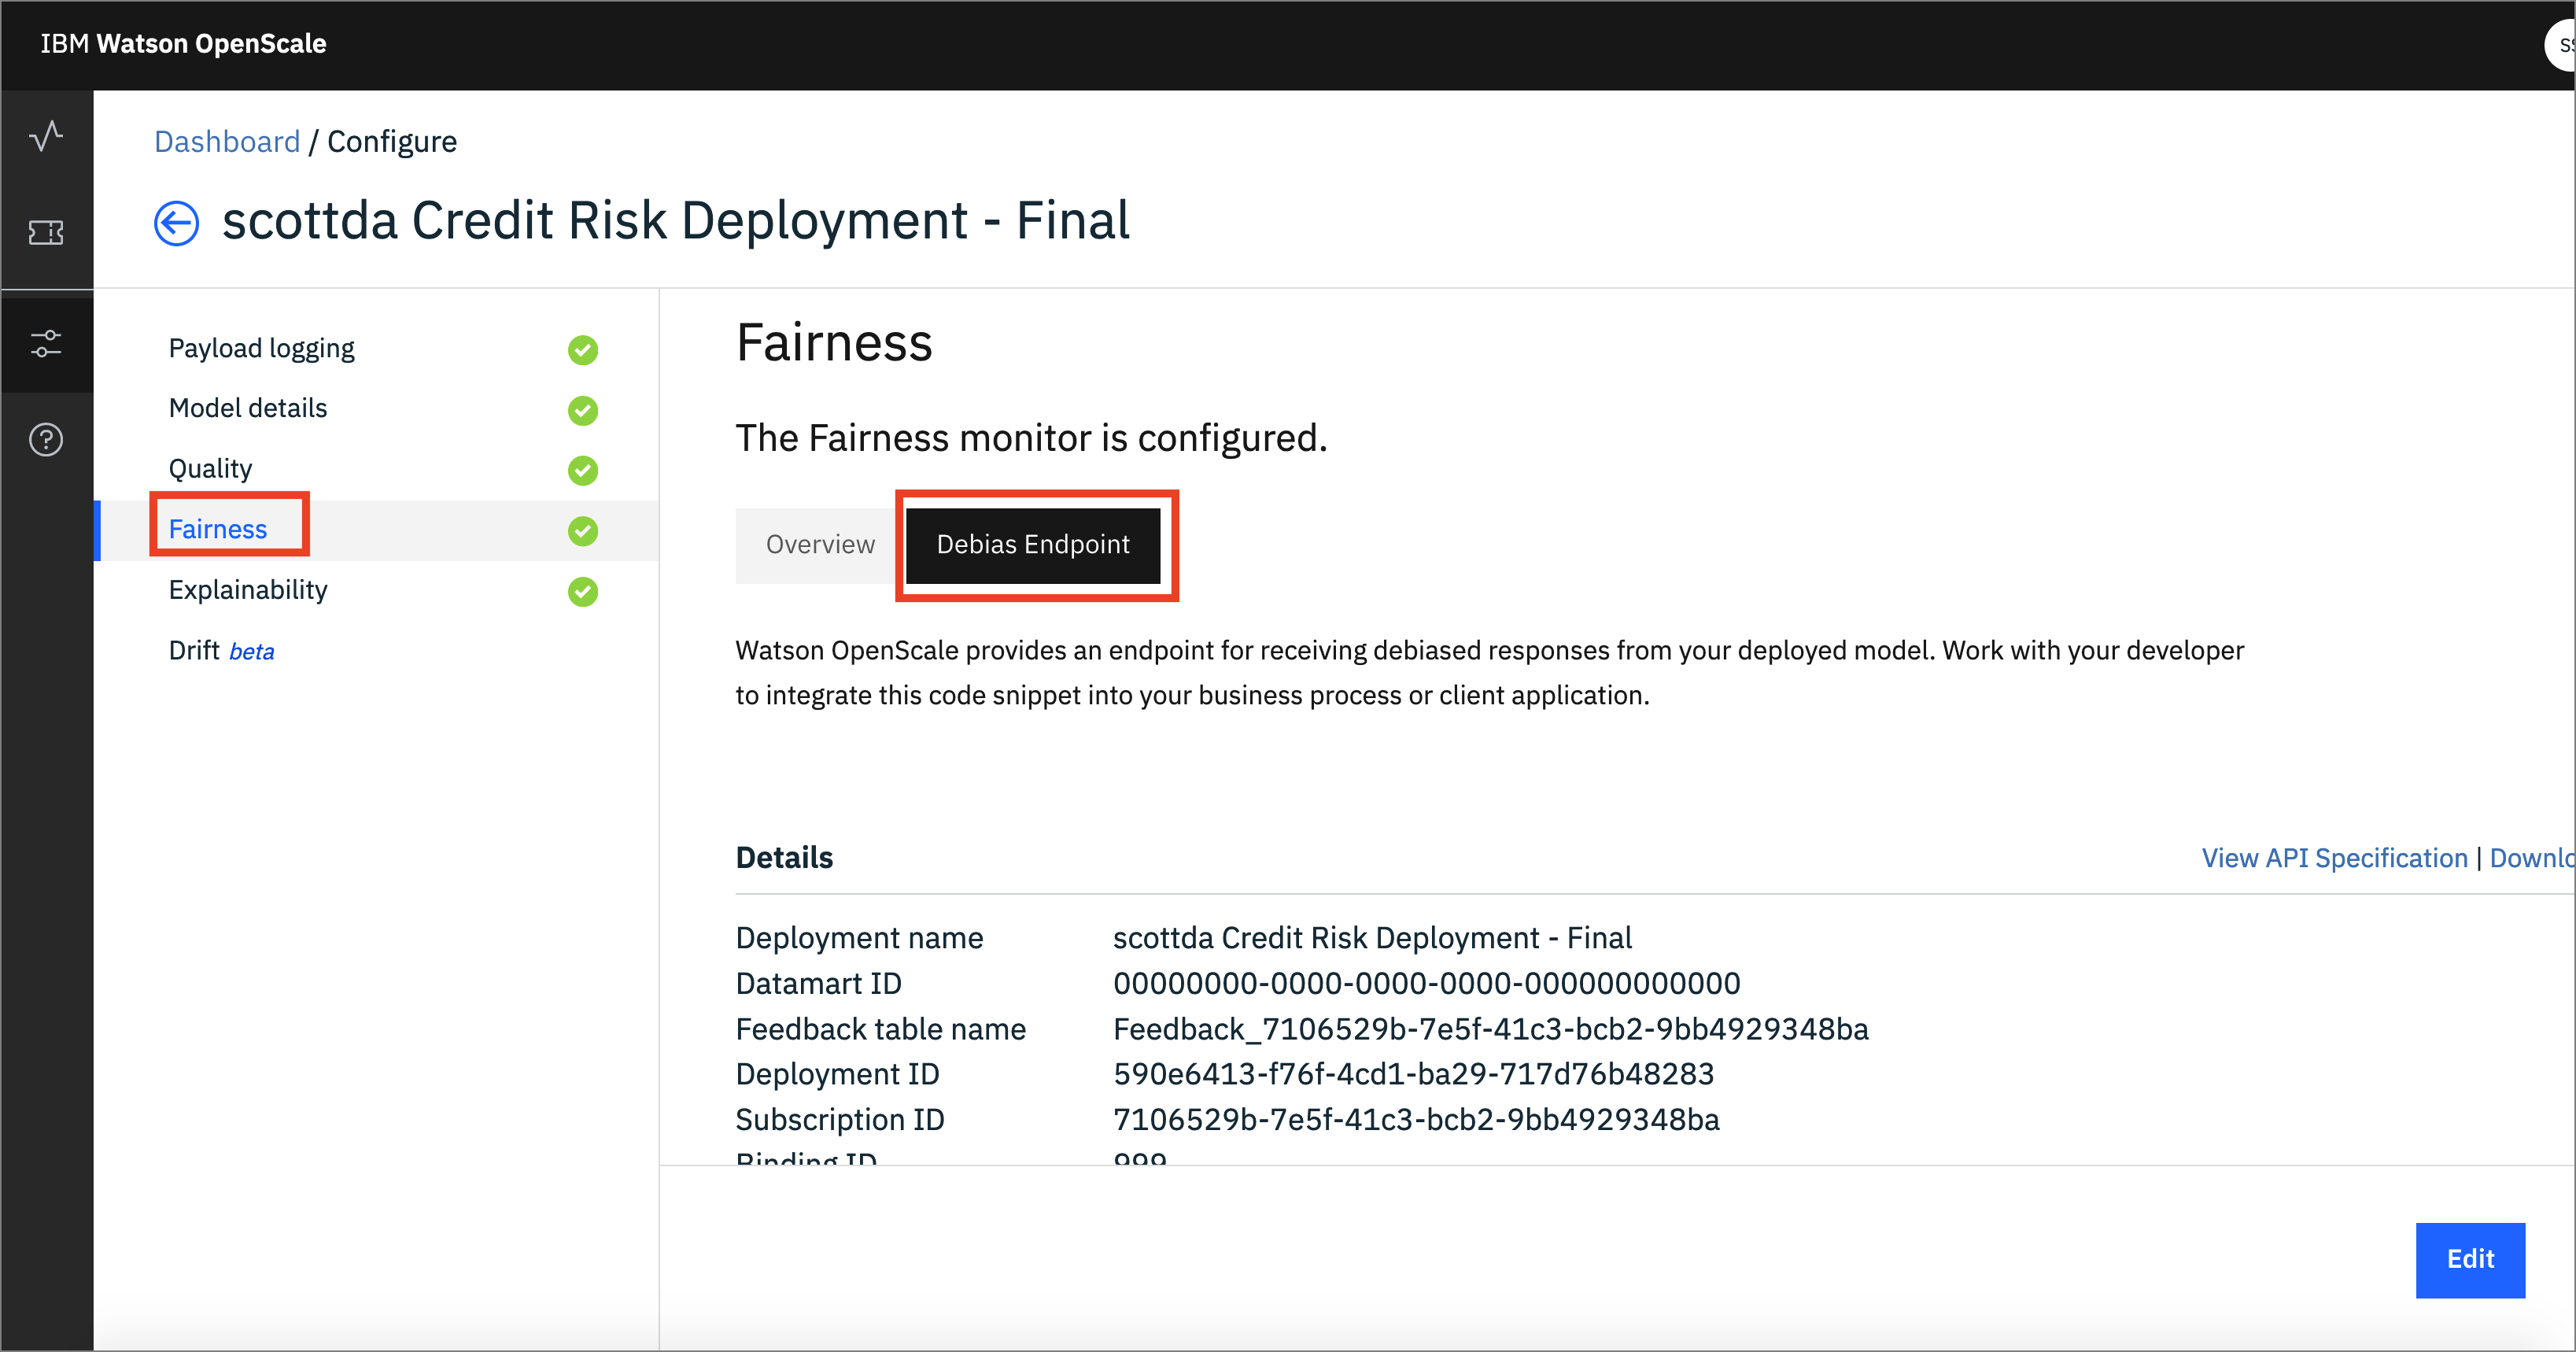 IBM Watson OpenScale
Dashboard / Configure
scottda Credit Risk Deployment - Final
Payload logging
Model details
Quality
Fairness
Explainability
Drift beta
Fairness
The Fairness monitor is configured.
Overview
Debias Endpoint
Watson OpenScale provides an endpoint for receiving debiased responses from your deployed model. Work with your developer
to integrate this code snippet into your business process or client application.
Details
View API Specification |
Deployment name scottda Credit Risk Deployment - Final
Datamart ID 00000000-0000-0000-0000-000000000000
Feedback table name Feedback_7106529b-7e5f-41c3-bcb2-9bb4929348ba
Deployment ID 590e6413-f76f-4cd1-ba29-717d76b48283
Subscription ID 7106529b-7e5f-41c3-bcb2-9bb4929348ba
Binding ID 999
Edit